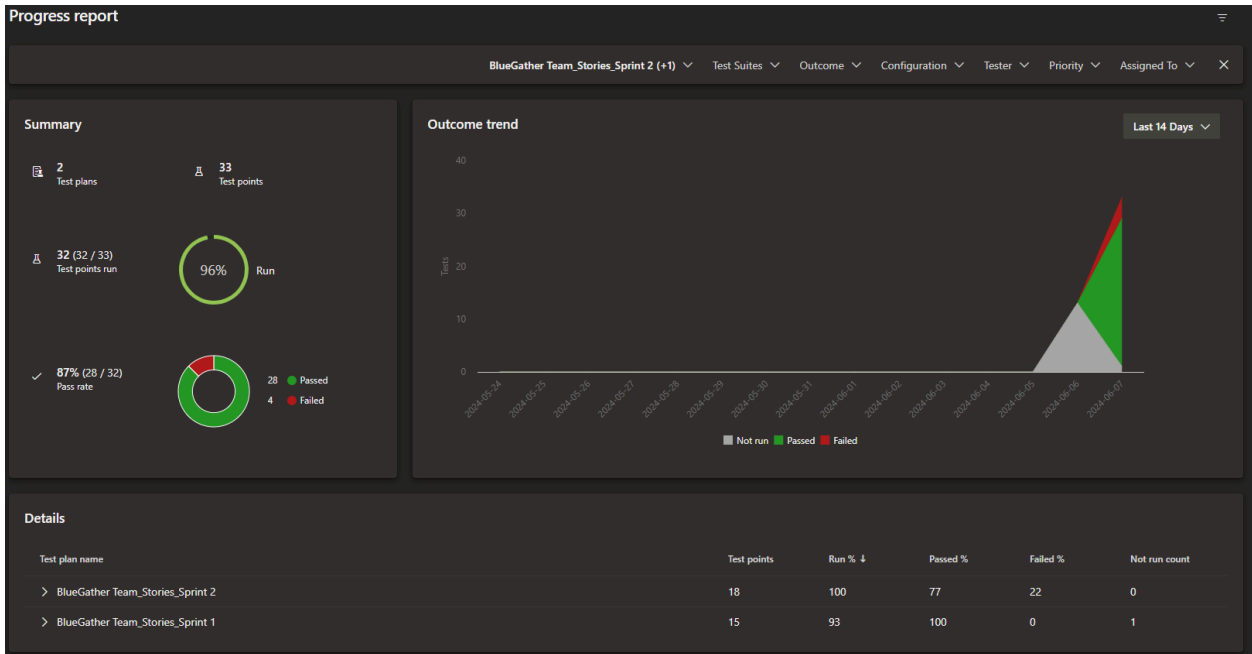 Progress report
BlueGather Team_Stories_Sprint 2 (+1) Test Suites Outcome Configuration Tester Priority Assigned To
Summary
2
Test plans
33
Test points
32 (32 / 33)
Test points run
96%
Run
87% (28 / 32)
Pass rate
28 Passed
4 Failed
Outcome trend
Last 14 Days
40
30
20
10
0
Tests
2024-05-24
2024-05-25
2024-05-26
2024-05-27
2024-05-28
2024-05-29
2024-05-30
2024-05-31
2024-06-01
2024-06-02
2024-06-03
2024-06-04
2024-06-05
2024-06-06
2024-06-07
Not run Passed Failed
Details
Test plan name Test points Run % Passed % Failed % Not run count
BlueGather Team_Stories_Sprint 2 18 100 77 22 0
BlueGather Team_Stories_Sprint 1 15 93 100 0 1